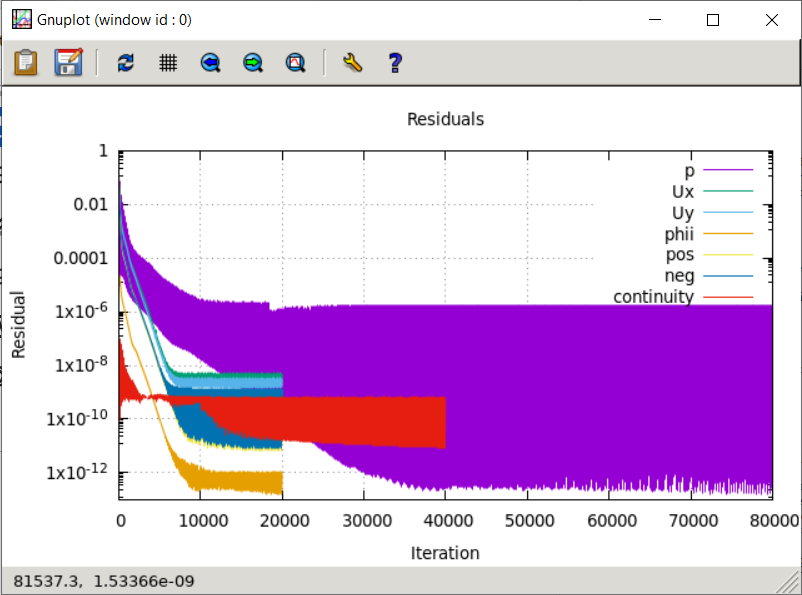 Gnuplot (window id : 0)
Residuals
1
0.01
0.0001
1x10-6
1x10-8
1x10-10
1x10-12
Residual
p
Ux
Uy
phii
pos
neg
continuity
0 10000 20000 30000 40000 50000 60000 70000 80000
Iteration
81537.3, 1.53366e-09